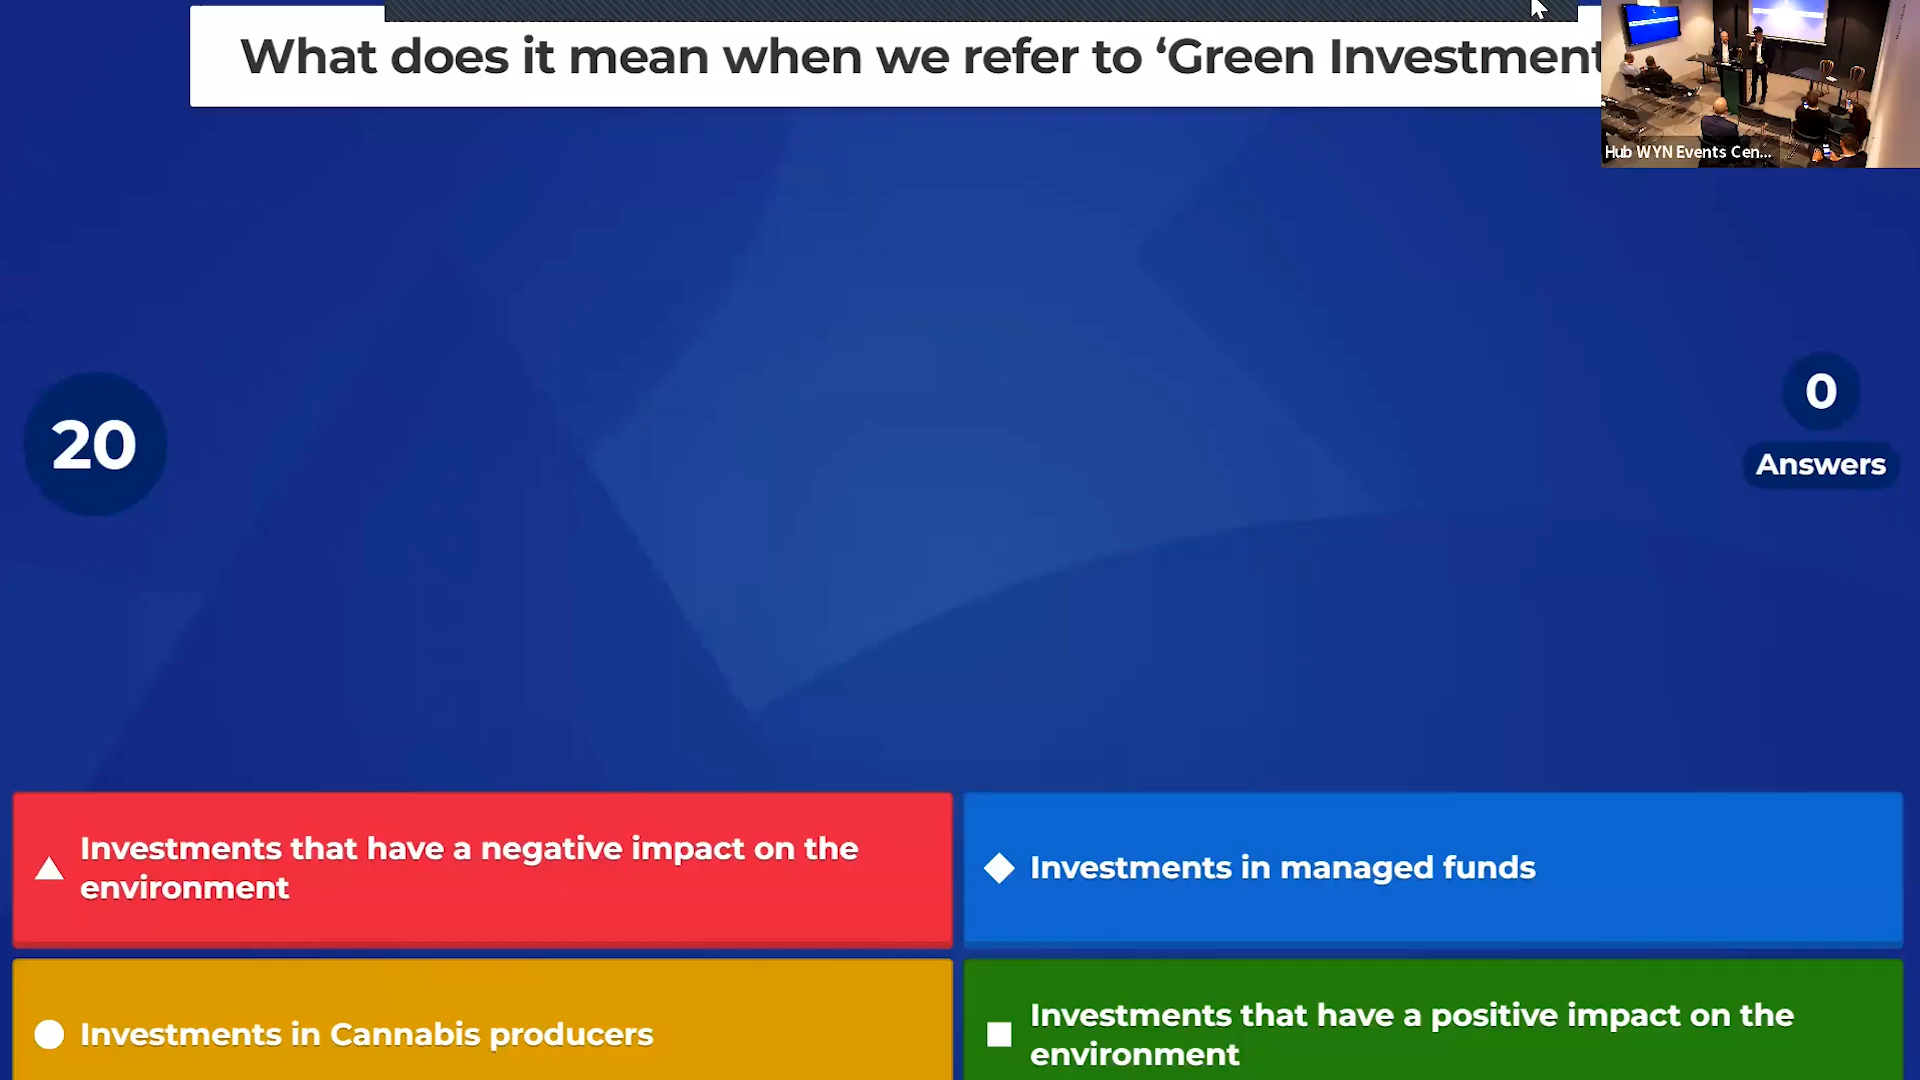 What does it mean when we refer to ‘Green Investment
Hub WYN Events Cen...
20
0
Answers
Investments that have a negative impact on the
environment
Investments in managed funds
Investments in Cannabis producers
Investments that have a positive impact on the
environment